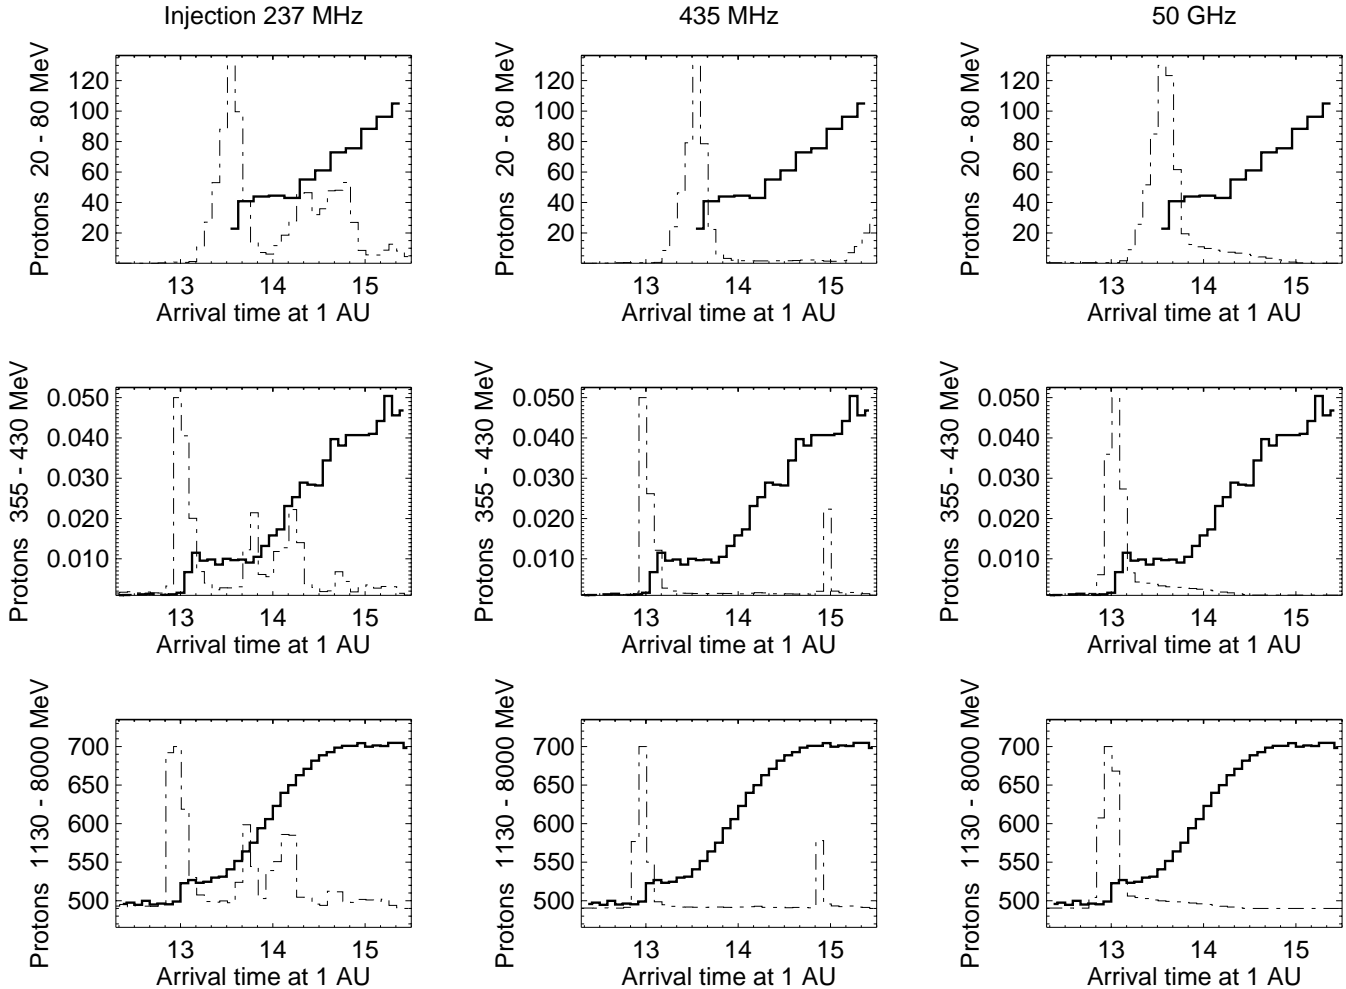 Injection 237 MHz
435 MHz
50 GHz
Protons 20 - 80 MeV
120
100
80
60
40
20
13 14 15
Arrival time at 1 AU
Protons 20 - 80 MeV
120
100
80
60
40
20
13 14 15
Arrival time at 1 AU
Protons 20 - 80 MeV
120
100
80
60
40
20
13 14 15
Arrival time at 1 AU
Protons 355 - 430 MeV
0.050
0.040
0.030
0.020
0.010
13 14 15
Arrival time at 1 AU
Protons 355 - 430 MeV
0.050
0.040
0.030
0.020
0.010
13 14 15
Arrival time at 1 AU
Protons 355 - 430 MeV
0.050
0.040
0.030
0.020
0.010
13 14 15
Arrival time at 1 AU
Protons 1130 - 8000 MeV
700
650
600
550
500
13 14 15
Arrival time at 1 AU
Protons 1130 - 8000 MeV
700
650
600
550
500
13 14 15
Arrival time at 1 AU
Protons 1130 - 8000 MeV
700
650
600
550
500
13 14 15
Arrival time at 1 AU